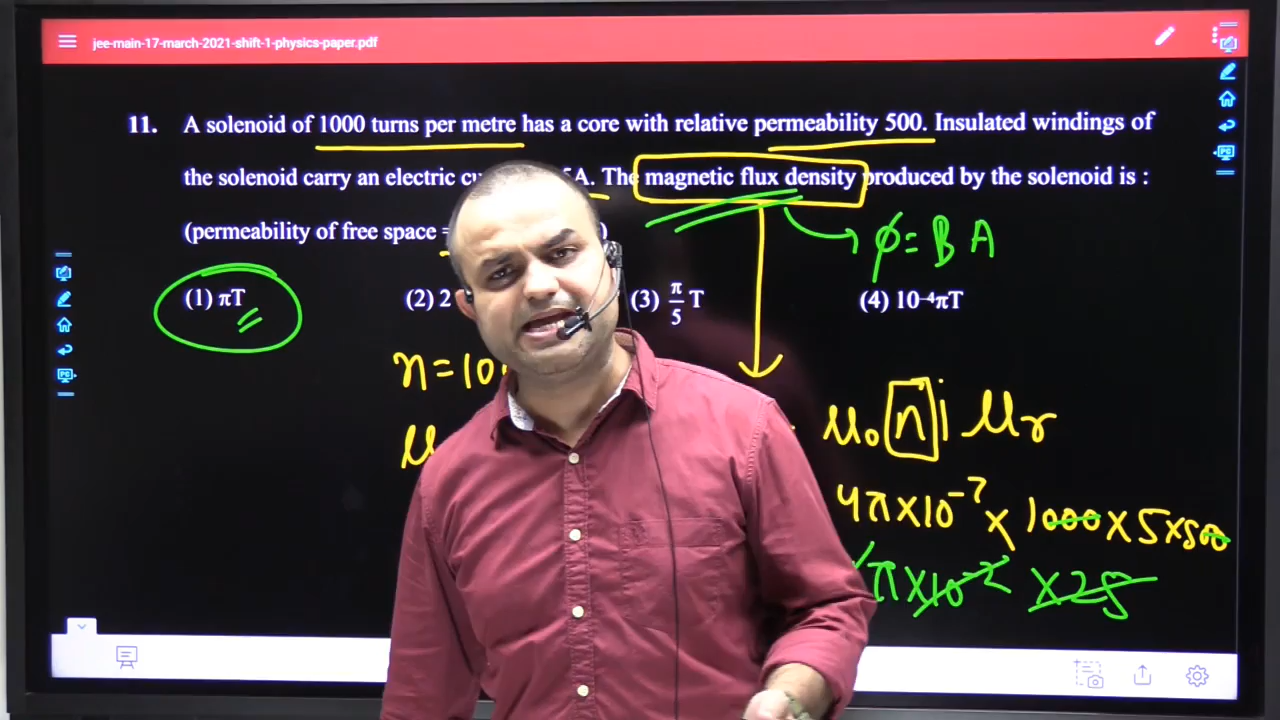 jee-main-17-march-2021-shift-1-physics-paper.pdf
11. A solenoid of 1000 turns per metre has a core with relative permeability 500. Insulated windings of
the solenoid carry an electric cu 5A. The magnetic flux density produced by the solenoid is :
(permeability of free space = )
ϕ = B A
(1) πT (2) 2 (3) π/5 T (4) 10⁻⁴πT
n = 10
μ μ₀ n i μr
4π×10⁻⁷ × 1000 × 5 × 500
π×10⁻² × 25
PC
PC